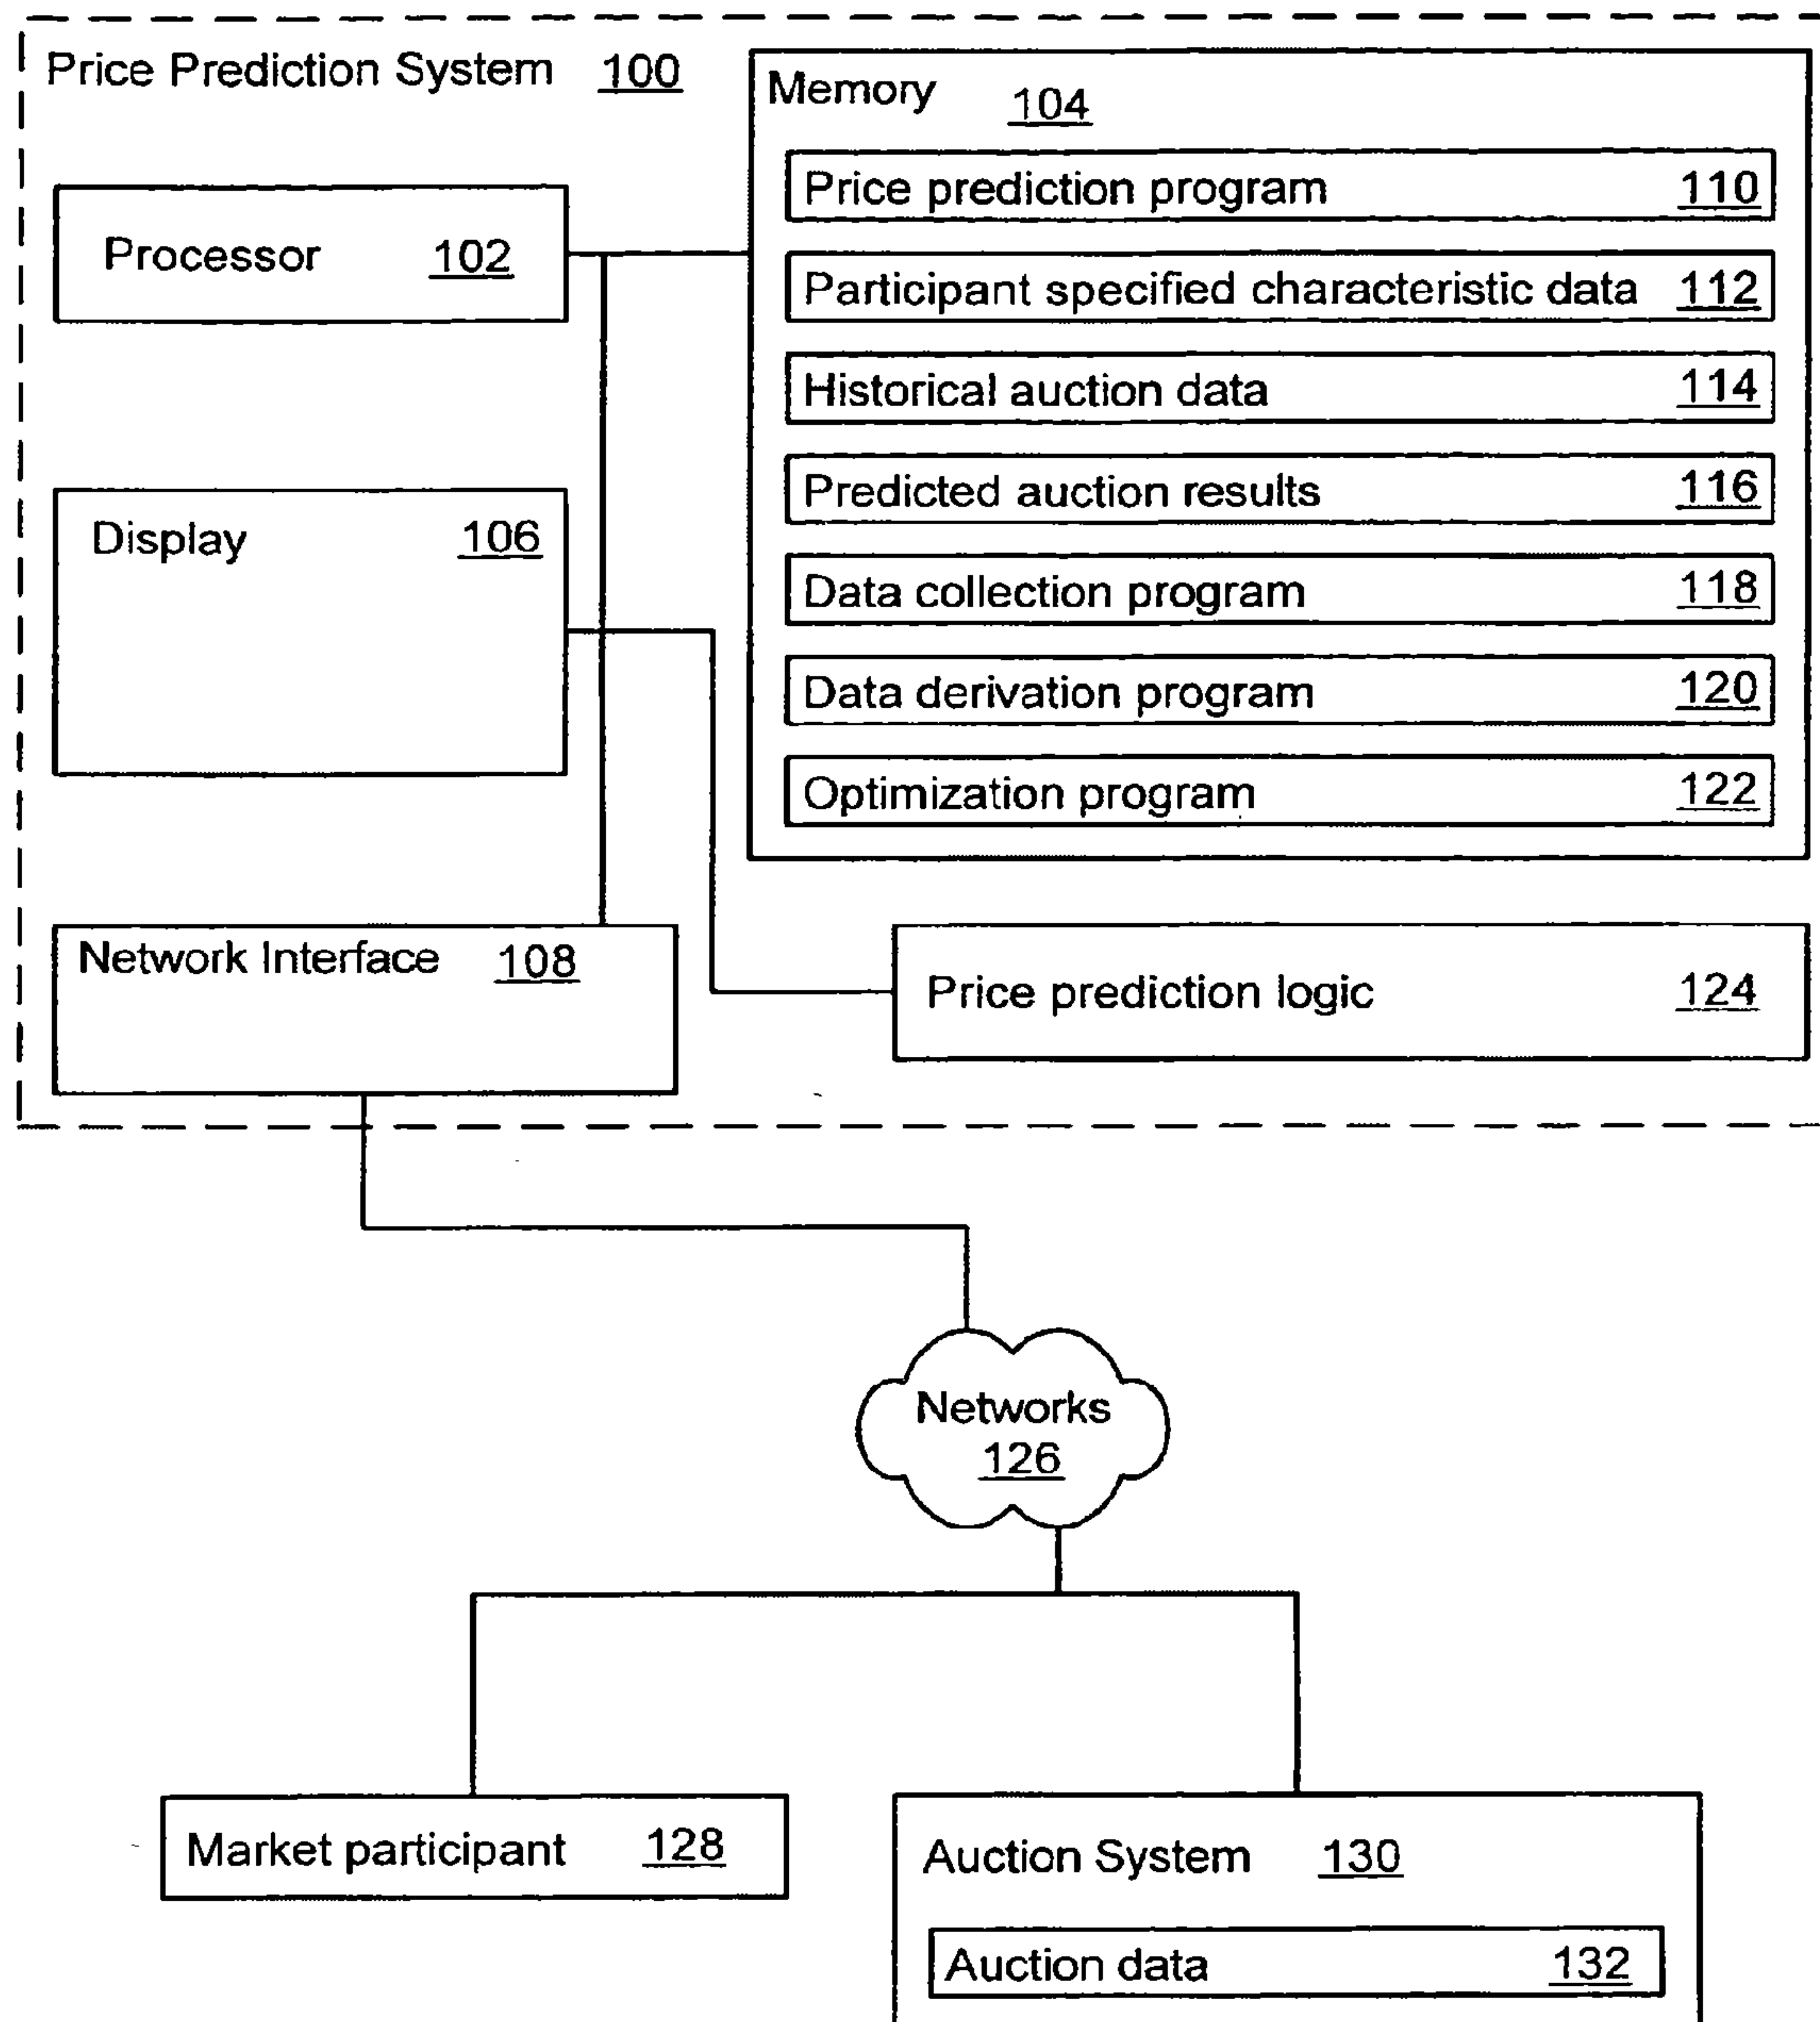 Price Prediction System 100
Memory 104
Price prediction program 110
Processor 102
Participant specified characteristic data 112
Historical auction data 114
Predicted auction results 116
Display 106
Data collection program 118
Data derivation program 120
Optimization program 122
Network Interface 108
Price prediction logic 124
Networks
126
Market participant 128
Auction System 130
Auction data 132